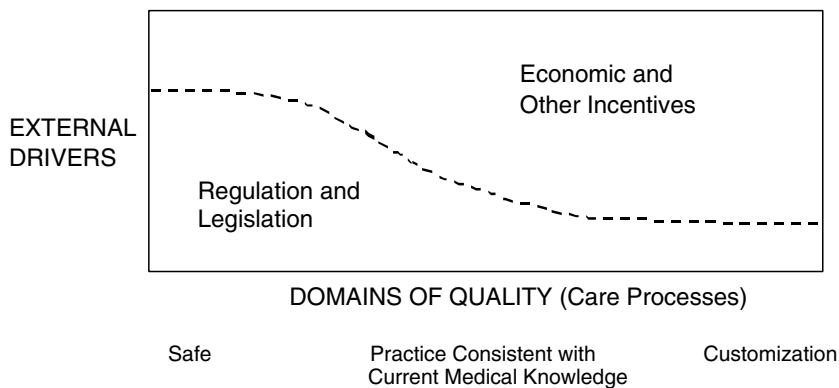 Economic and
Other Incentives
EXTERNAL
DRIVERS
Regulation and
Legislation
DOMAINS OF QUALITY (Care Processes)
Safe
Practice Consistent with
Current Medical Knowledge
Customization